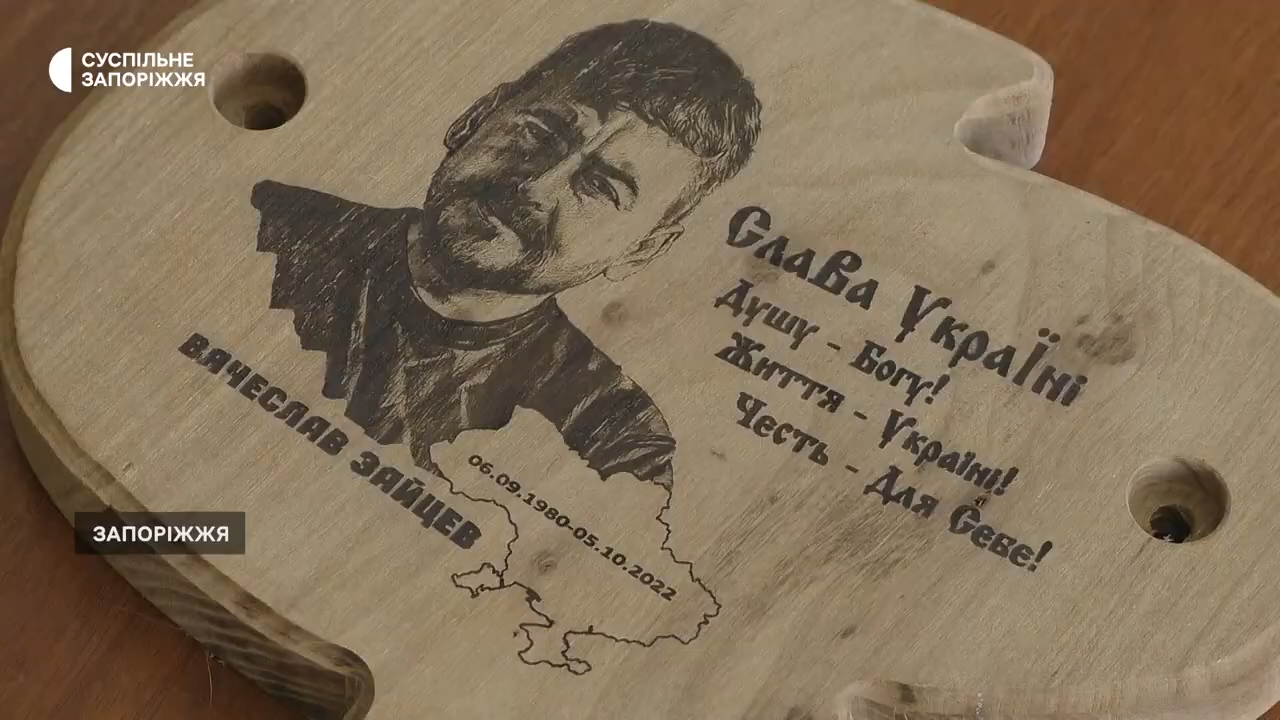 СУСПІЛЬНЕ
ЗАПОРІЖЖЯ
Слава Україні
Душу - Богу!
Життя - Україні!
Честь - Для Себе!
ВЯЧЕСЛАВ ЗАЙЦЕВ
06.09.1980-05.10.2022
ЗАПОРІЖЖЯ